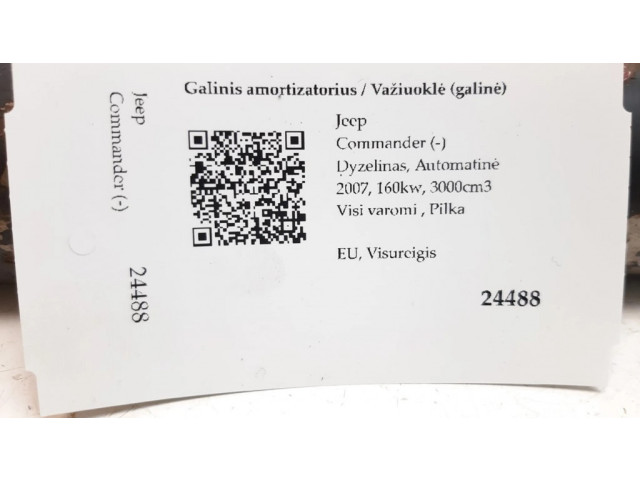 Galinis amortizatorius / Važiuoklė (galinė)
Jeep
Commander (-)
Dyzelinas, Automatinė
2007, 160kw, 3000cm3
Visi varomi , Pilka
EU, Visureigis
24488
Jeep
Commander (-)
24488